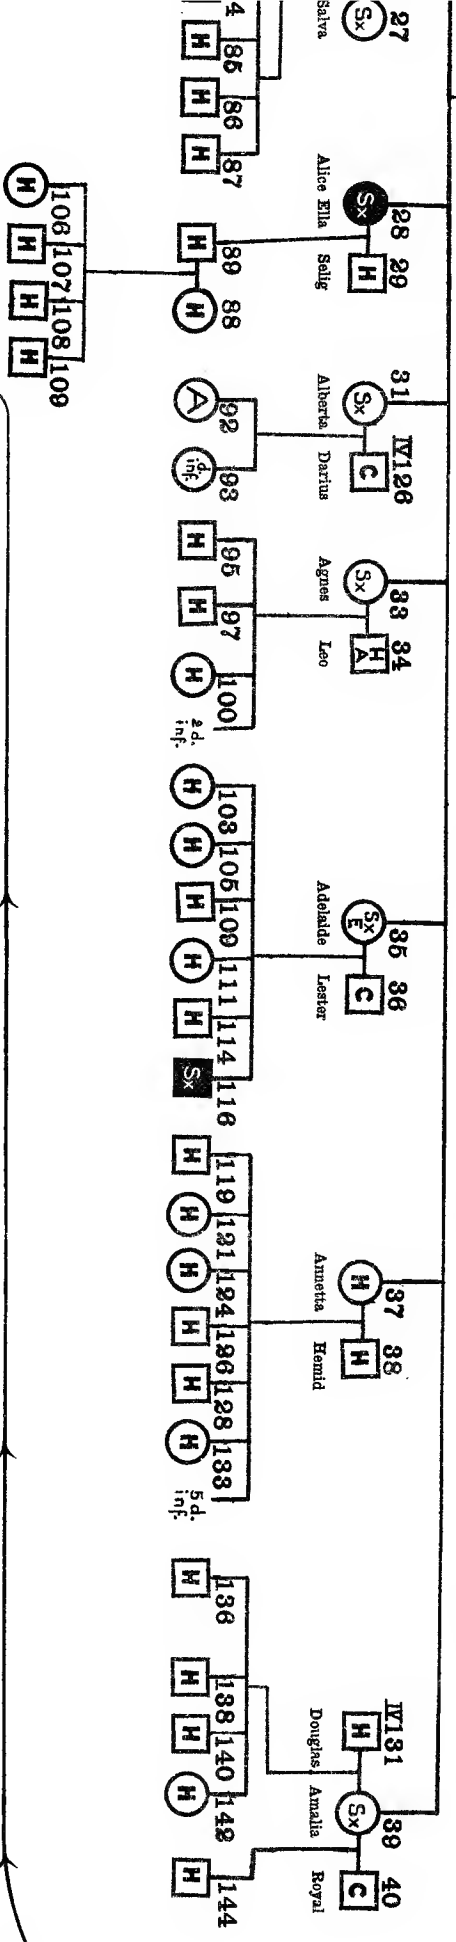 27 28 29 31 IV126 33 34 35 36 37 38 IV131 39 40
Sx Sx H Sx C Sx H A Sx E C H H H Sx C
Salva Alice Ella Selig Alberta Darius Agnes Leo Adelaide Lester Annetta Hemid Douglas Amalia Royal
4 85 86 87 89 88 92 93 95 97 100 103 105 109 111 114 116 119 121 124 126 128 133 136 138 140 142 144
H H H H H A d. inf. H H H 2 d. inf. H H H H H Sx H H H H H H 5 d. inf. H H H H H
106 107 108 109
H H H H